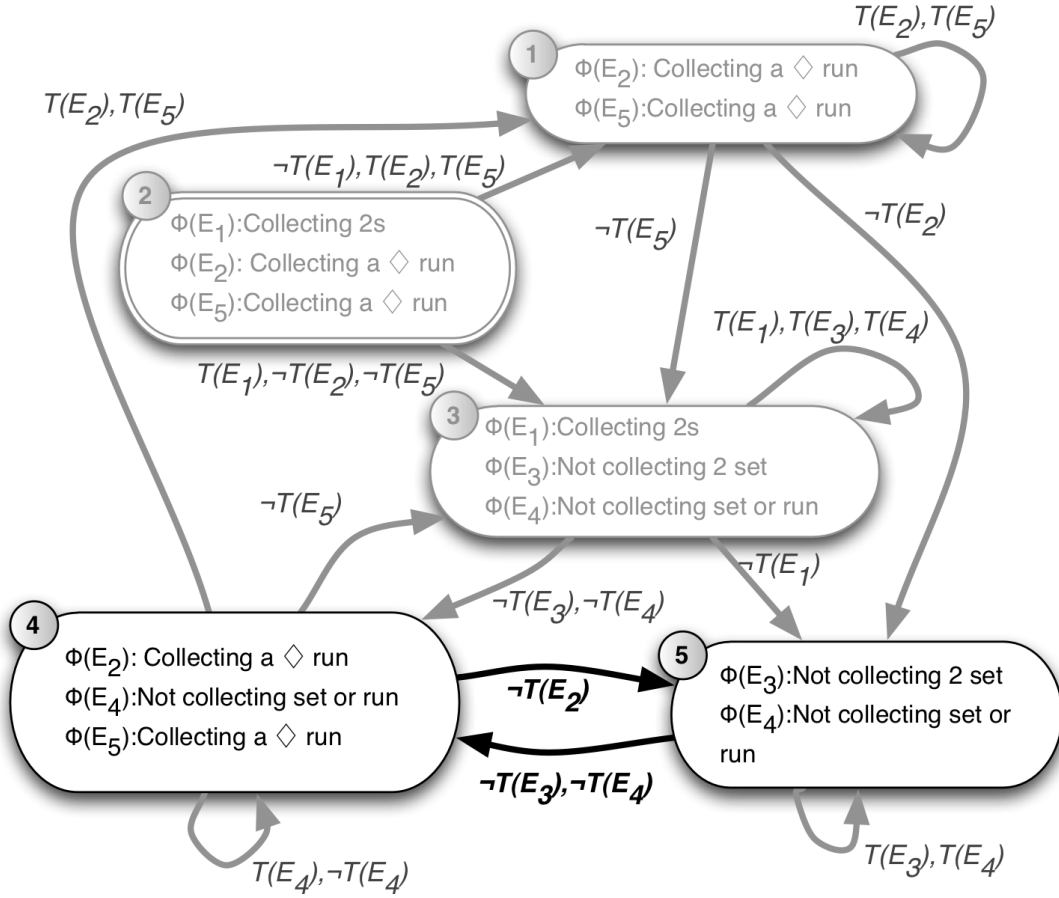 T(E₂),T(E₅)
1
Φ(E₂): Collecting a ♢ run
Φ(E₅):Collecting a ♢ run
T(E₂),T(E₅)
¬T(E₁),T(E₂),T(E₅)
2
Φ(E₁):Collecting 2s
Φ(E₂): Collecting a ♢ run
Φ(E₅):Collecting a ♢ run
¬T(E₅)
¬T(E₂)
T(E₁),T(E₃),T(E₄)
T(E₁),¬T(E₂),¬T(E₅)
3
Φ(E₁):Collecting 2s
Φ(E₃):Not collecting 2 set
Φ(E₄):Not collecting set or run
¬T(E₅)
¬T(E₁)
¬T(E₃),¬T(E₄)
4
Φ(E₂): Collecting a ♢ run
Φ(E₄):Not collecting set or run
Φ(E₅):Collecting a ♢ run
5
Φ(E₃):Not collecting 2 set
Φ(E₄):Not collecting set or
run
¬T(E₂)
¬T(E₃),¬T(E₄)
T(E₄),¬T(E₄)
T(E₃),T(E₄)